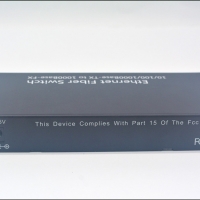 Ethernet Fiber Switch
10/100/1000Base-TX to 1000Base-FX
This Device Complies With Part 15 Of The Fcc